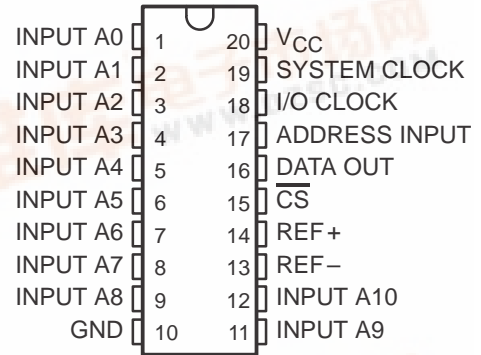 INPUT A0 1 20 VCC
INPUT A1 2 19 SYSTEM CLOCK
INPUT A2 3 18 I/O CLOCK
INPUT A3 4 17 ADDRESS INPUT
INPUT A4 5 16 DATA OUT
INPUT A5 6 15 C̅S̅
INPUT A6 7 14 REF+
INPUT A7 8 13 REF–
INPUT A8 9 12 INPUT A10
GND 10 11 INPUT A9